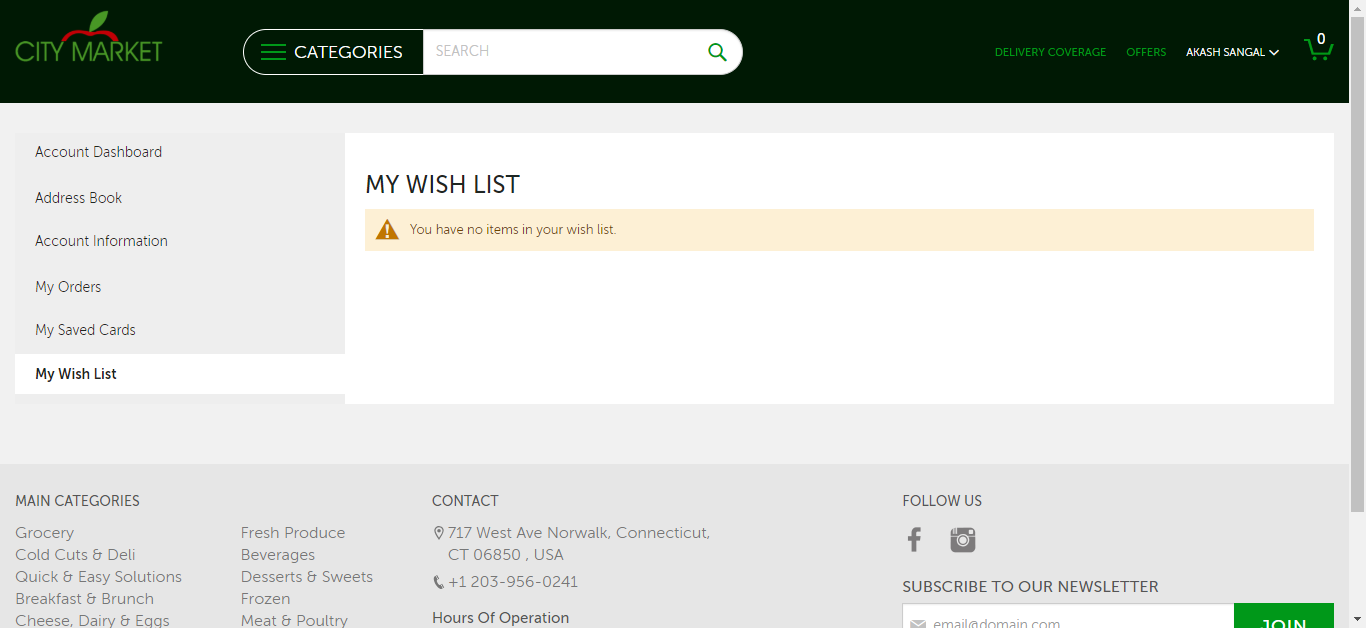 CITY MARKET
CATEGORIES
SEARCH
DELIVERY COVERAGE
OFFERS
AKASH SANGAL
0
Account Dashboard
Address Book
Account Information
My Orders
My Saved Cards
My Wish List
MY WISH LIST
You have no items in your wish list.
MAIN CATEGORIES
Grocery
Cold Cuts & Deli
Quick & Easy Solutions
Breakfast & Brunch
Cheese, Dairy & Eggs
Fresh Produce
Beverages
Desserts & Sweets
Frozen
Meat & Poultry
CONTACT
717 West Ave Norwalk, Connecticut,
CT 06850 , USA
+1 203-956-0241
Hours Of Operation
FOLLOW US
SUBSCRIBE TO OUR NEWSLETTER
email@domain.com
JOIN